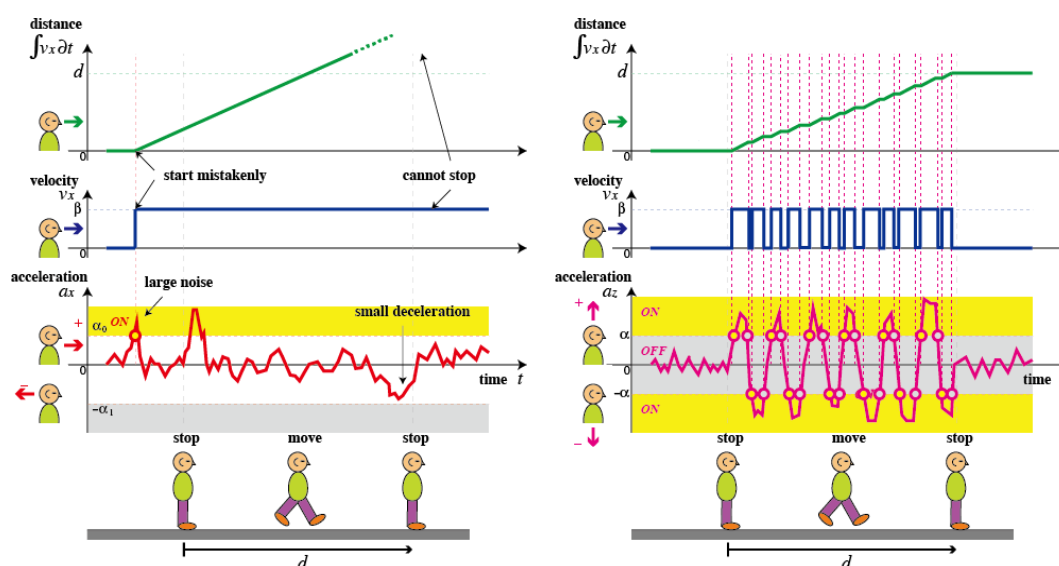 distance
∫vx∂t
d
0
start mistakenly
cannot stop
velocity
vx
β
0
acceleration
ax
large noise
small deceleration
+
α0
ON
0
time t
−
-α1
stop
move
stop
d
distance
∫vx∂t
d
0
velocity
vx
β
0
acceleration
az
+
ON
α
OFF
0
time
-α
ON
−
stop
move
stop
d